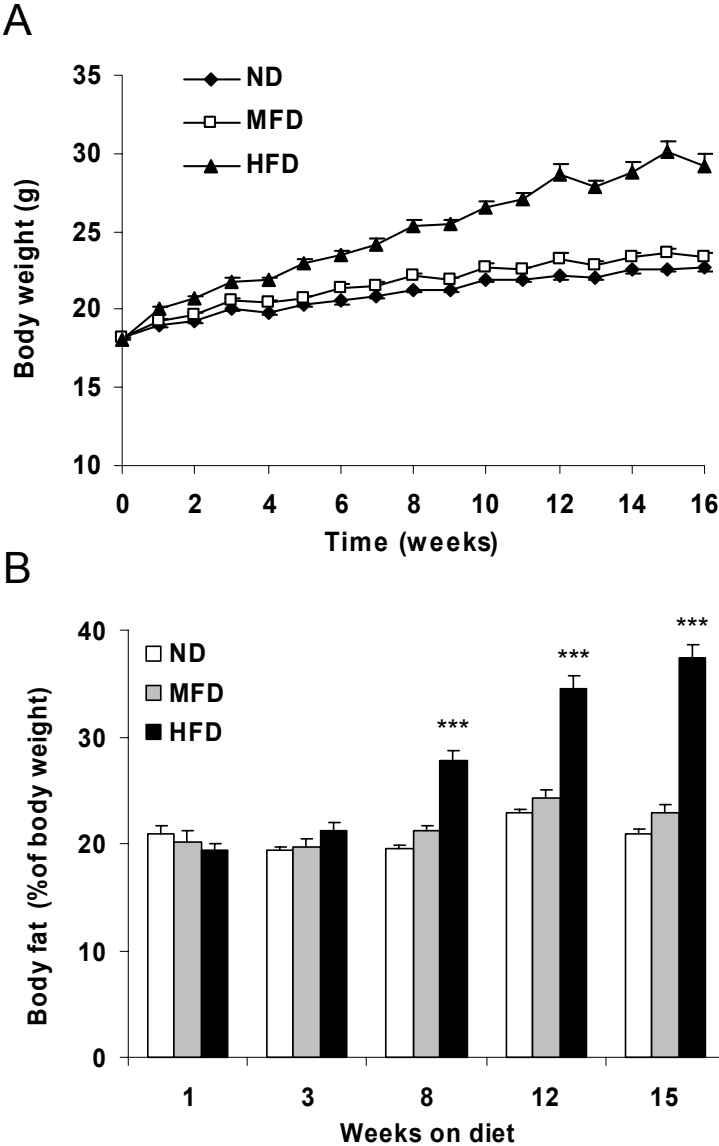 A
ND
MFD
HFD
Body weight (g)
35
30
25
20
15
10
0 2 4 6 8 10 12 14 16
Time (weeks)
B
ND
MFD
HFD
Body fat (%of body weight)
40
30
20
10
0
***
***
***
1 3 8 12 15
Weeks on diet